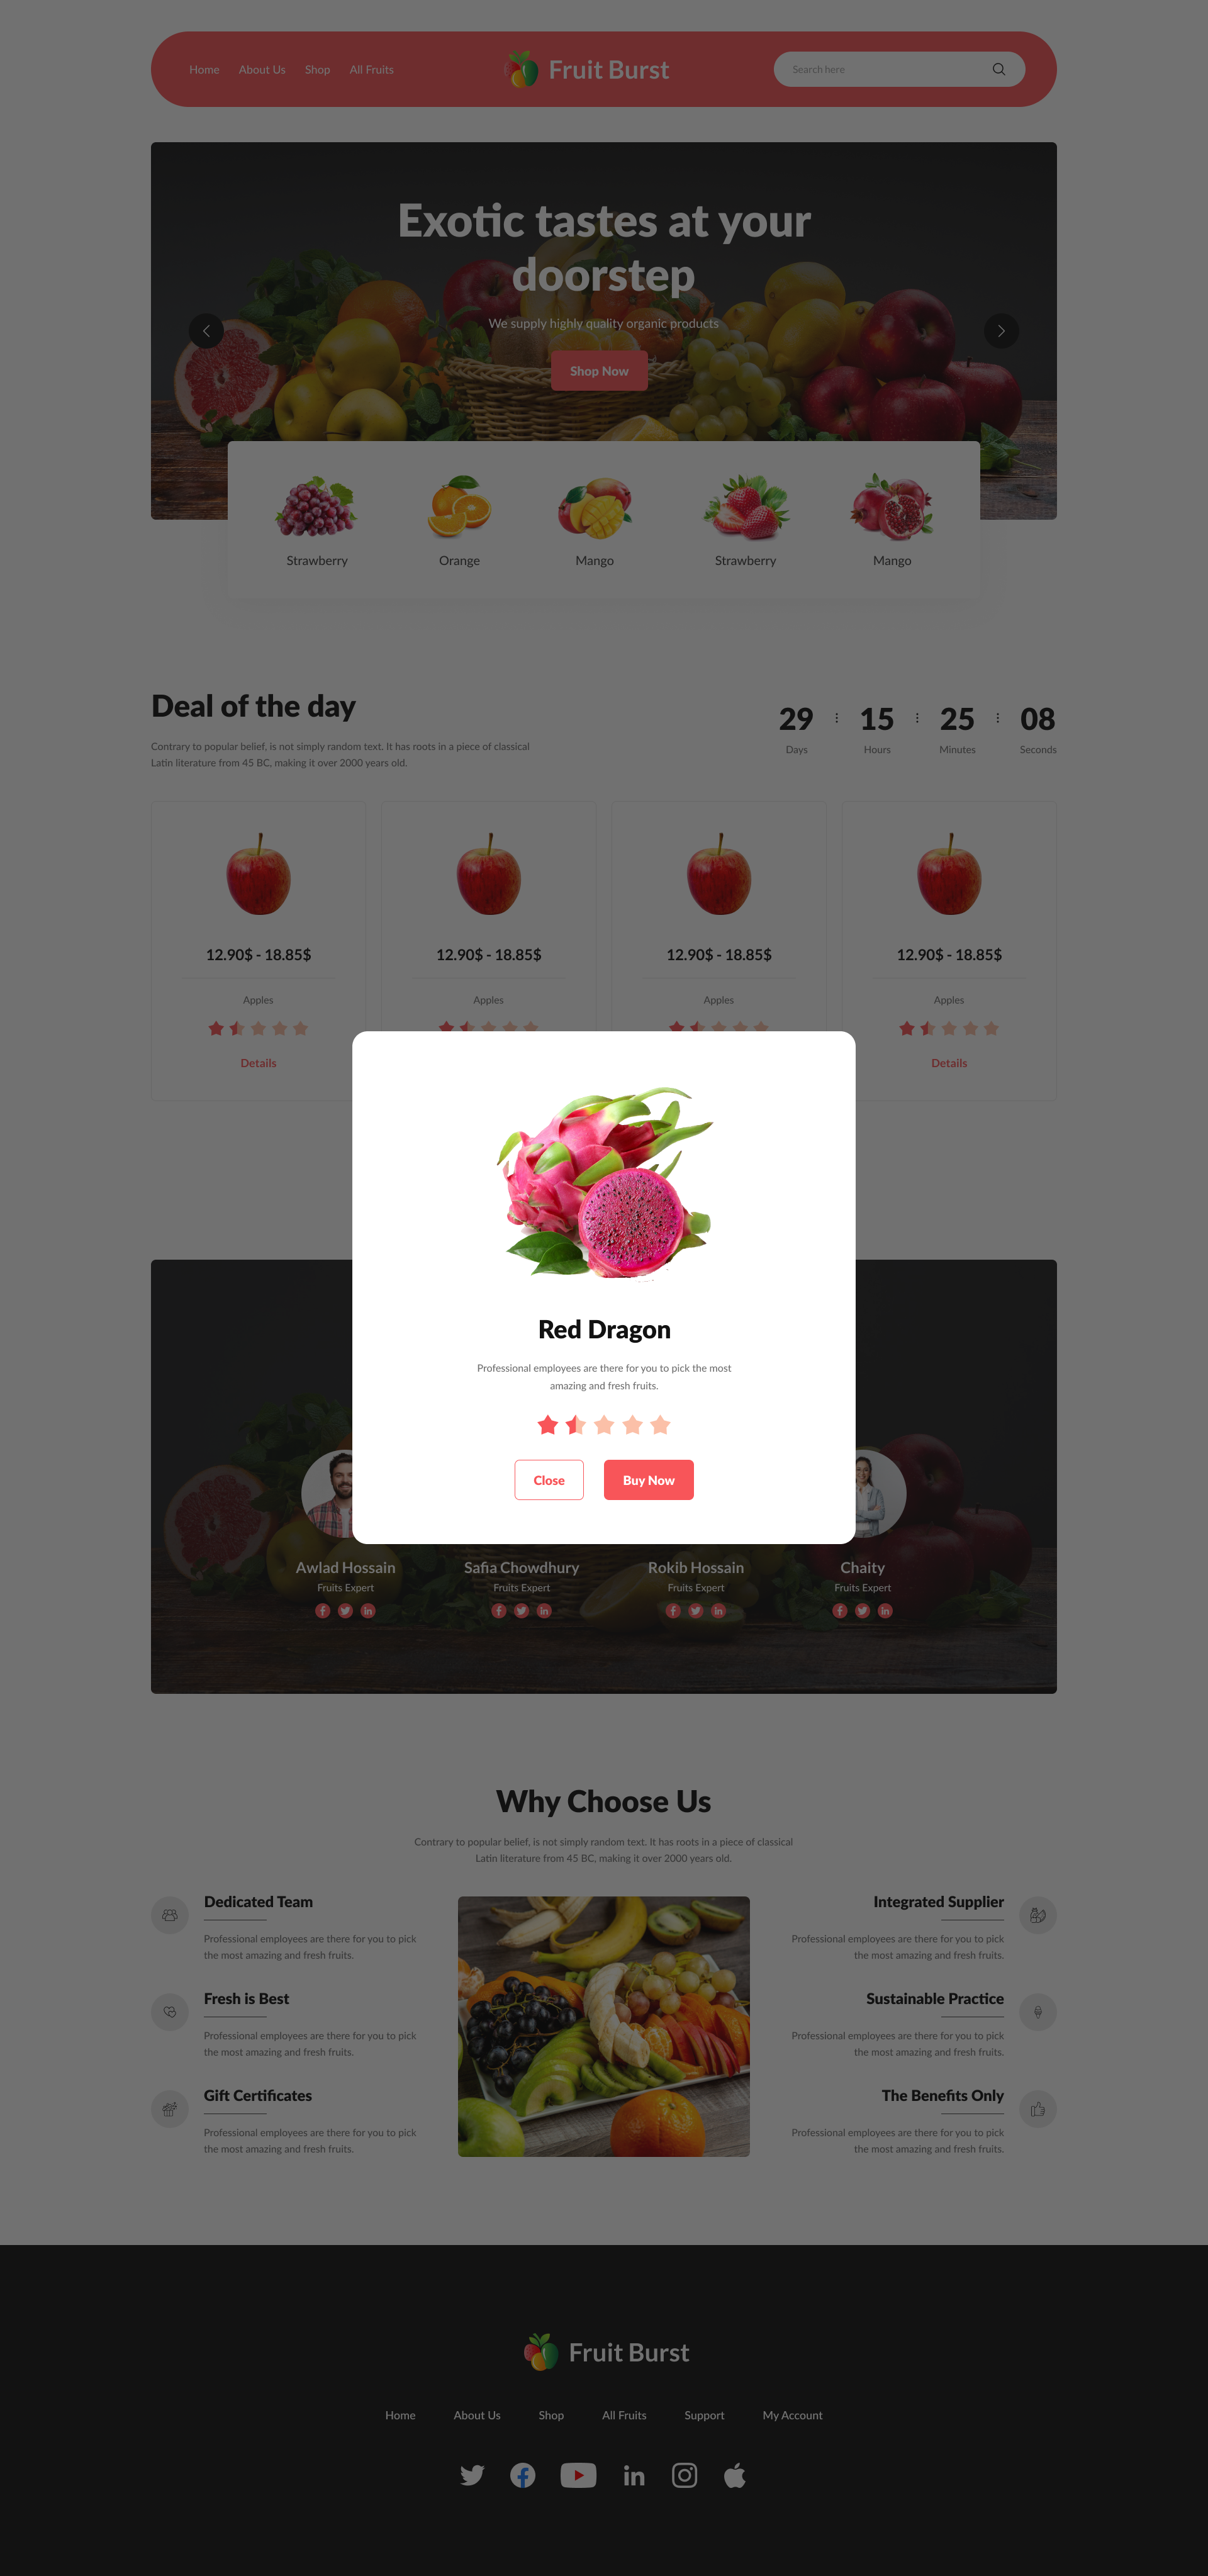 Home About Us Shop All Fruits
Fruit Burst
Search here
Exotic tastes at your
doorstep
We supply highly quality organic products
Shop Now
Strawberry
Orange
Mango
Strawberry
Mango
Deal of the day
Contrary to popular belief, is not simply random text. It has roots in a piece of classical
Latin literature from 45 BC, making it over 2000 years old.
29 : 15 : 25 : 08
Days Hours Minutes Seconds
12.90$ - 18.85$
Apples
Details
12.90$ - 18.85$
Apples
12.90$ - 18.85$
Apples
12.90$ - 18.85$
Apples
Details
Red Dragon
Professional employees are there for you to pick the most
amazing and fresh fruits.
Close
Buy Now
Awlad Hossain
Fruits Expert
Safia Chowdhury
Fruits Expert
Rokib Hossain
Fruits Expert
Chaity
Fruits Expert
Why Choose Us
Contrary to popular belief, is not simply random text. It has roots in a piece of classical
Latin literature from 45 BC, making it over 2000 years old.
Dedicated Team
Professional employees are there for you to pick
the most amazing and fresh fruits.
Fresh is Best
Professional employees are there for you to pick
the most amazing and fresh fruits.
Gift Certificates
Professional employees are there for you to pick
the most amazing and fresh fruits.
Integrated Supplier
Professional employees are there for you to pick
the most amazing and fresh fruits.
Sustainable Practice
Professional employees are there for you to pick
the most amazing and fresh fruits.
The Benefits Only
Professional employees are there for you to pick
the most amazing and fresh fruits.
Fruit Burst
Home About Us Shop All Fruits Support My Account